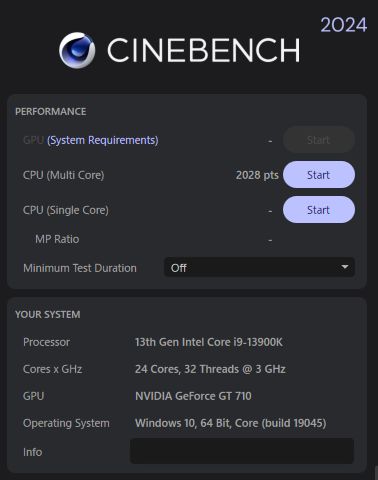 2024
CINEBENCH
PERFORMANCE
GPU (System Requirements) - Start
CPU (Multi Core) 2028 pts Start
CPU (Single Core) - Start
MP Ratio -
Minimum Test Duration Off
YOUR SYSTEM
Processor 13th Gen Intel Core i9-13900K
Cores x GHz 24 Cores, 32 Threads @ 3 GHz
GPU NVIDIA GeForce GT 710
Operating System Windows 10, 64 Bit, Core (build 19045)
Info